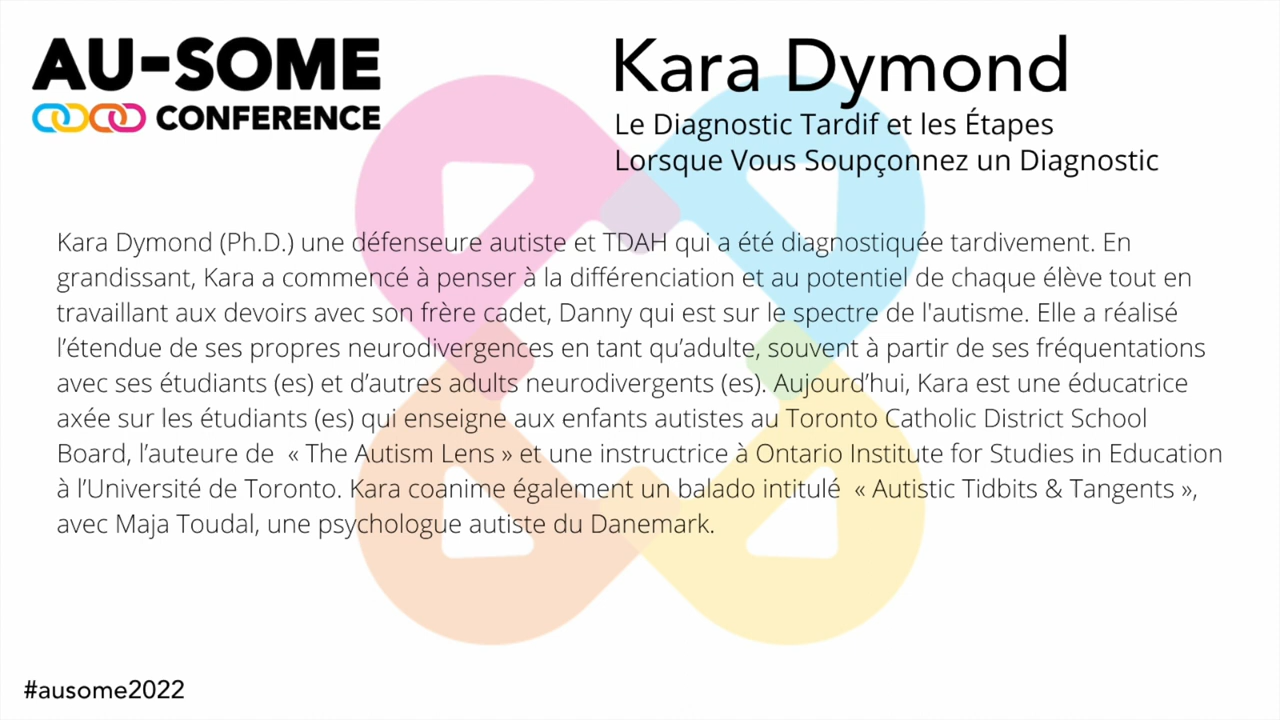 AU-SOME
CONFERENCE
Kara Dymond
Le Diagnostic Tardif et les Étapes
Lorsque Vous Soupçonnez un Diagnostic
Kara Dymond (Ph.D.) une défenseure autiste et TDAH qui a été diagnostiquée tardivement. En
grandissant, Kara a commencé à penser à la différenciation et au potentiel de chaque élève tout en
travaillant aux devoirs avec son frère cadet, Danny qui est sur le spectre de l'autisme. Elle a réalisé
l’étendue de ses propres neurodivergences en tant qu’adulte, souvent à partir de ses fréquentations
avec ses étudiants (es) et d’autres adults neurodivergents (es). Aujourd’hui, Kara est une éducatrice
axée sur les étudiants (es) qui enseigne aux enfants autistes au Toronto Catholic District School
Board, l’auteure de « The Autism Lens » et une instructrice à Ontario Institute for Studies in Education
à l’Université de Toronto. Kara coanime également un balado intitulé « Autistic Tidbits & Tangents »,
avec Maja Toudal, une psychologue autiste du Danemark.
#ausome2022